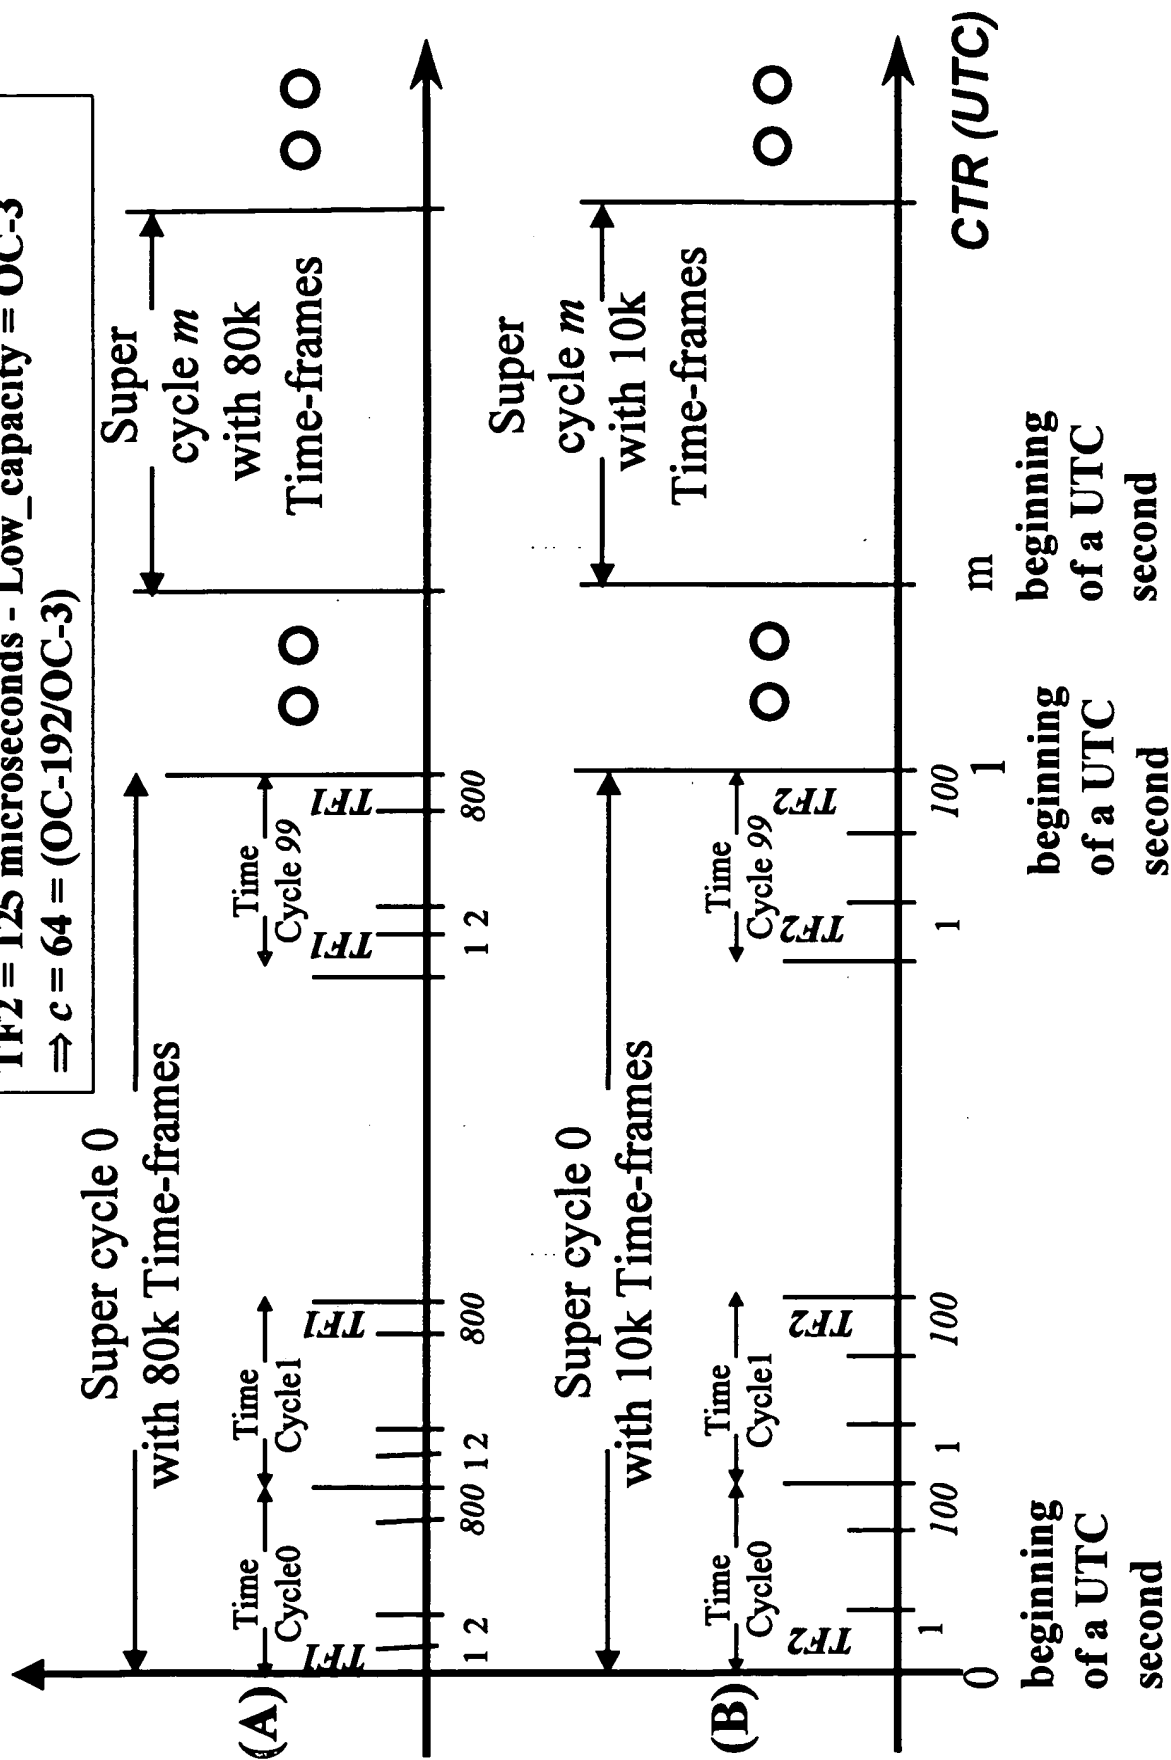 TF2 = 125 microseconds - Low_capacity = OC-3
⇒ c = 64 = (OC-192/OC-3)
Super cycle 0
with 80k Time-frames
Super
cycle m
with 80k
Time-frames
(A)
Time
Cycle0
Time
Cycle1
Time
Cycle 99
TF1
TF1
TF1
TF1
1 2
800
1 2
800
1 2
800
Super cycle 0
with 10k Time-frames
Super
cycle m
with 10k
Time-frames
(B)
Time
Cycle0
Time
Cycle1
Time
Cycle 99
TF2
TF2
TF2
TF2
1
100
1
100
1
100
0
1
m
CTR (UTC)
beginning
of a UTC
second
beginning
of a UTC
second
beginning
of a UTC
second